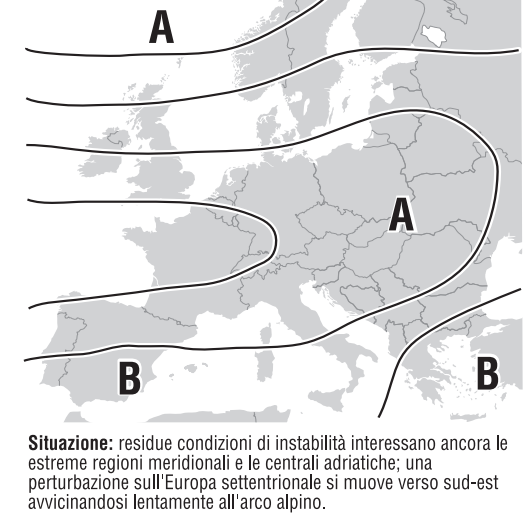 A
A
B
B
Situazione: residue condizioni di instabilità interessano ancora le
estreme regioni meridionali e le centrali adriatiche; una
perturbazione sull'Europa settentrionale si muove verso sud-est
avvicinandosi lentamente all'arco alpino.